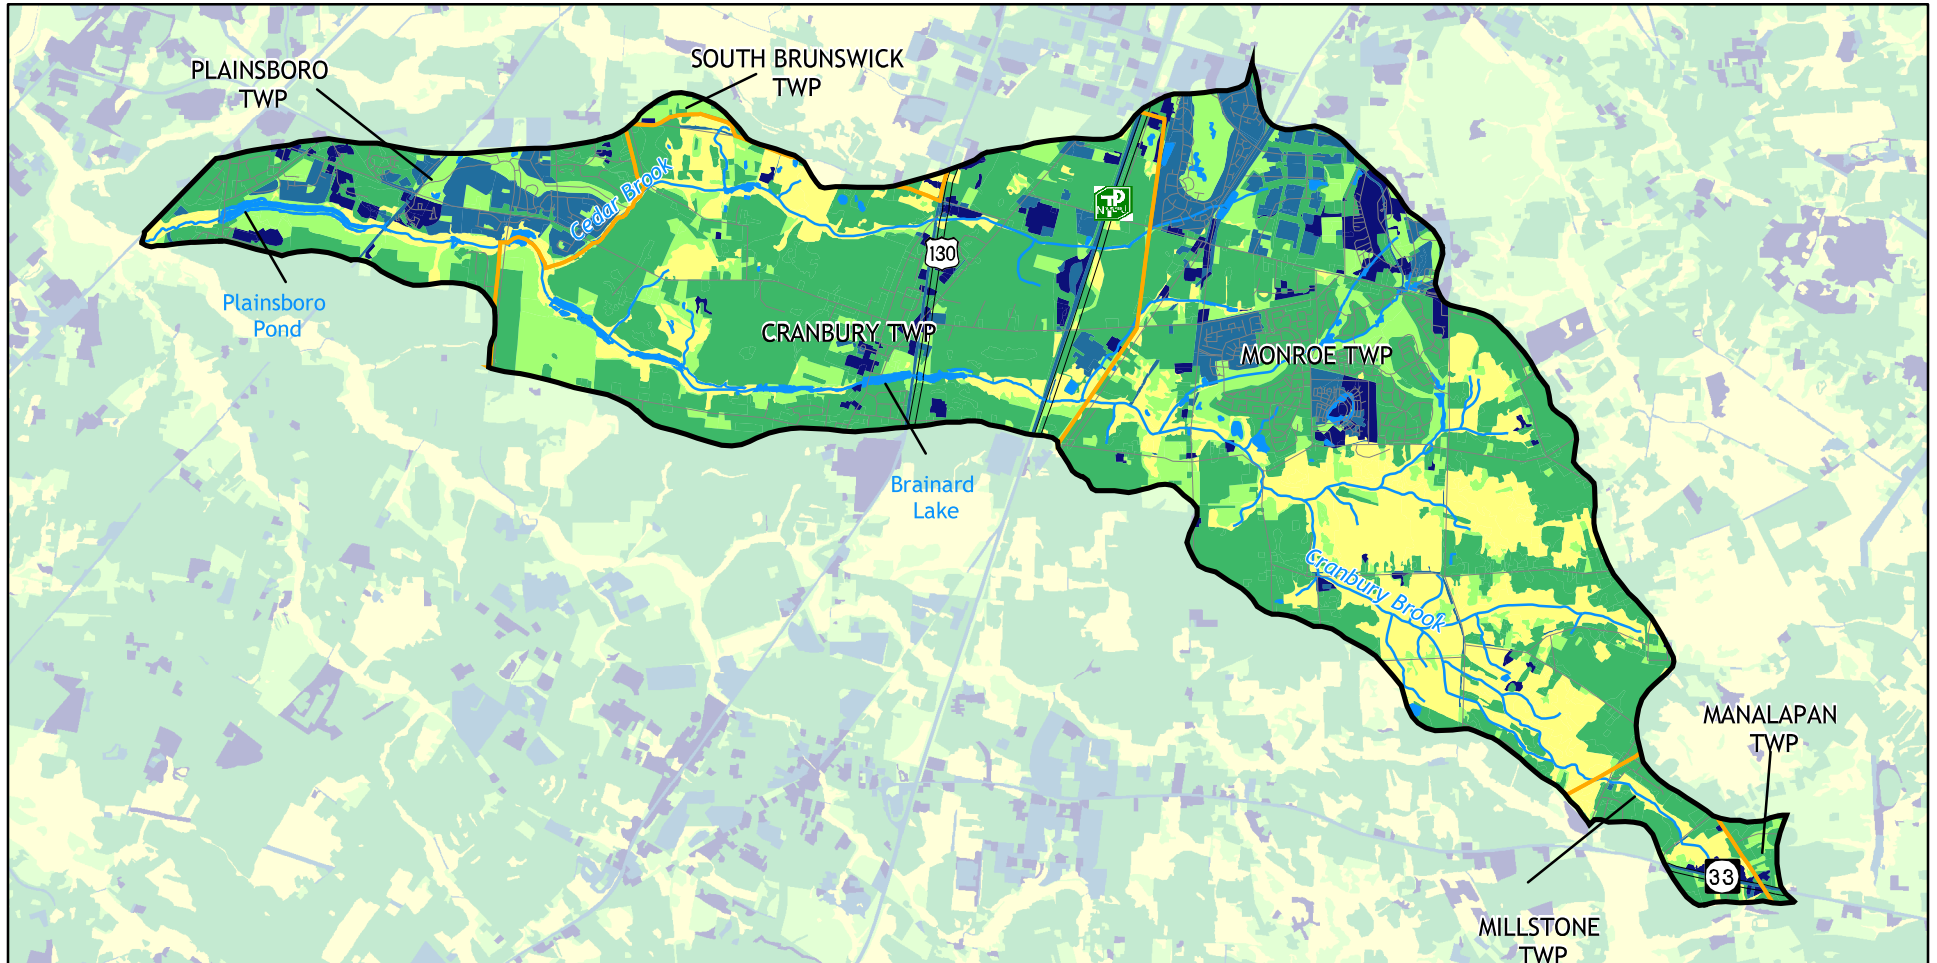 SOUTH BRUNSWICK
TWP
PLAINSBORO
TWP
Cedar Brook
TP
130
Plainsboro
Pond
CRANBURY TWP
MONROE TWP
Brainard
Lake
Cranbury Brook
MANALAPAN
TWP
33
MILLSTONE
TWP